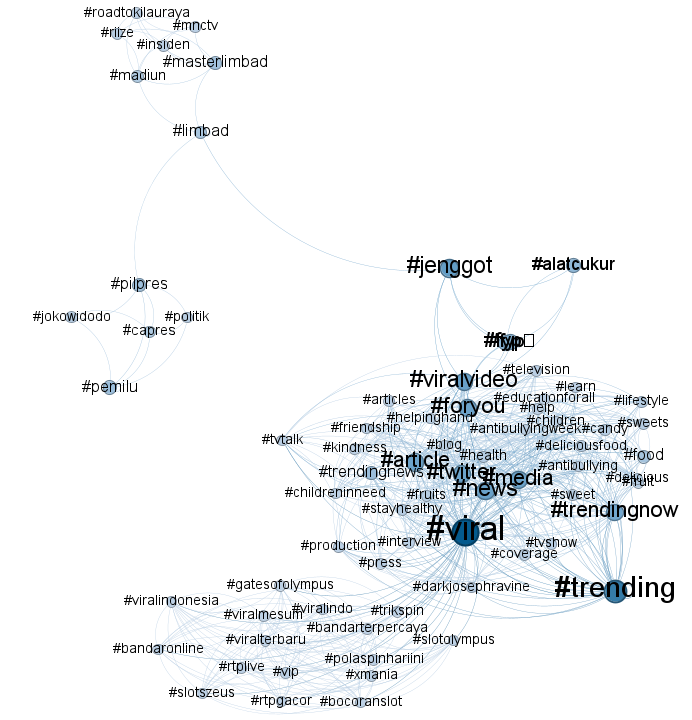 #roadtokilauraya
#mnctv
#riize
#insiden
#masterlimbad
#madiun
#limbad
#jenggot
#alatcukur
#pilpres
#jokowidodo
#politik
#capres
#pemilu
#viralvideo
#television
#learn
#articles
#educationforall
#lifestyle
#foryou
#help
#helpinghand
#children
#sweets
#friendship
#antibullyingweek
#candy
#tvtalk
#kindness
#blog
#deliciousfood
#health
#food
#article
#antibullying
#trendingnews
#twitter
#media
#delicious
#fruit
#news
#childreninneed
#fruits
#sweet
#stayhealthy
#trendingnow
#viral
#production
#interview
#tvshow
#coverage
#press
#gatesofolympus
#darkjosephravine
#trending
#viralindonesia
#viralmesum
#viralindo
#trikspin
#bandarterpercaya
#viralterbaru
#slotolympus
#bandaronline
#rtplive
#vip
#polaspinhariini
#xmania
#slotszeus
#rtpgacor
#bocoranslot